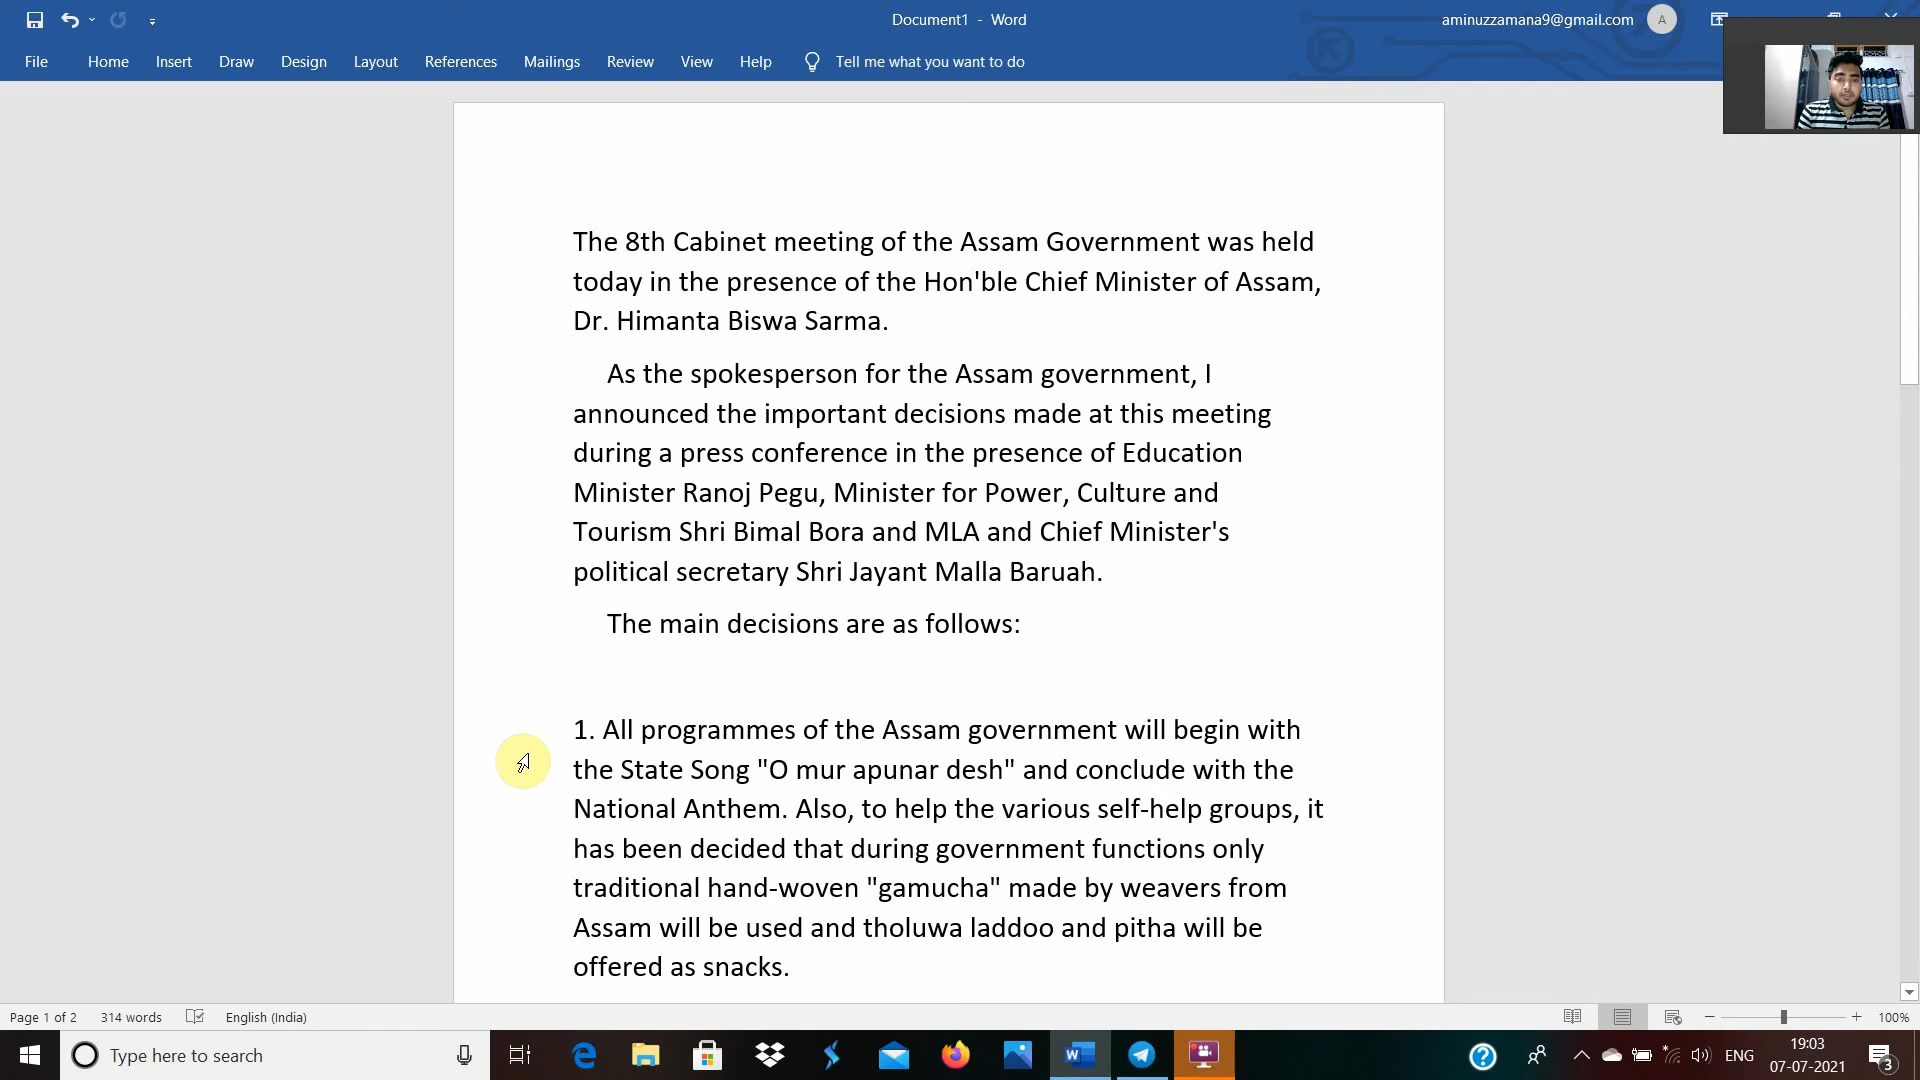 Document1 - Word
aminuzzamana9@gmail.com
A
File Home Insert Draw Design Layout References Mailings Review View Help Tell me what you want to do
The 8th Cabinet meeting of the Assam Government was held
today in the presence of the Hon'ble Chief Minister of Assam,
Dr. Himanta Biswa Sarma.
As the spokesperson for the Assam government, I
announced the important decisions made at this meeting
during a press conference in the presence of Education
Minister Ranoj Pegu, Minister for Power, Culture and
Tourism Shri Bimal Bora and MLA and Chief Minister's
political secretary Shri Jayant Malla Baruah.
The main decisions are as follows:
1. All programmes of the Assam government will begin with
the State Song "O mur apunar desh" and conclude with the
National Anthem. Also, to help the various self-help groups, it
has been decided that during government functions only
traditional hand-woven "gamucha" made by weavers from
Assam will be used and tholuwa laddoo and pitha will be
offered as snacks.
Page 1 of 2 314 words English (India) 100%
Type here to search
ENG
19:03
07-07-2021
3